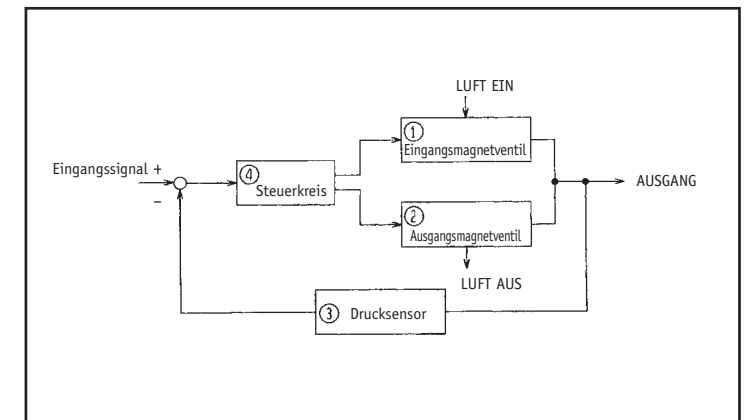 LUFT EIN
①
Eingangsmagnetventil
Eingangssignal +
−
④
Steuerkreis
AUSGANG
②
Ausgangsmagnetventil
LUFT AUS
③ Drucksensor